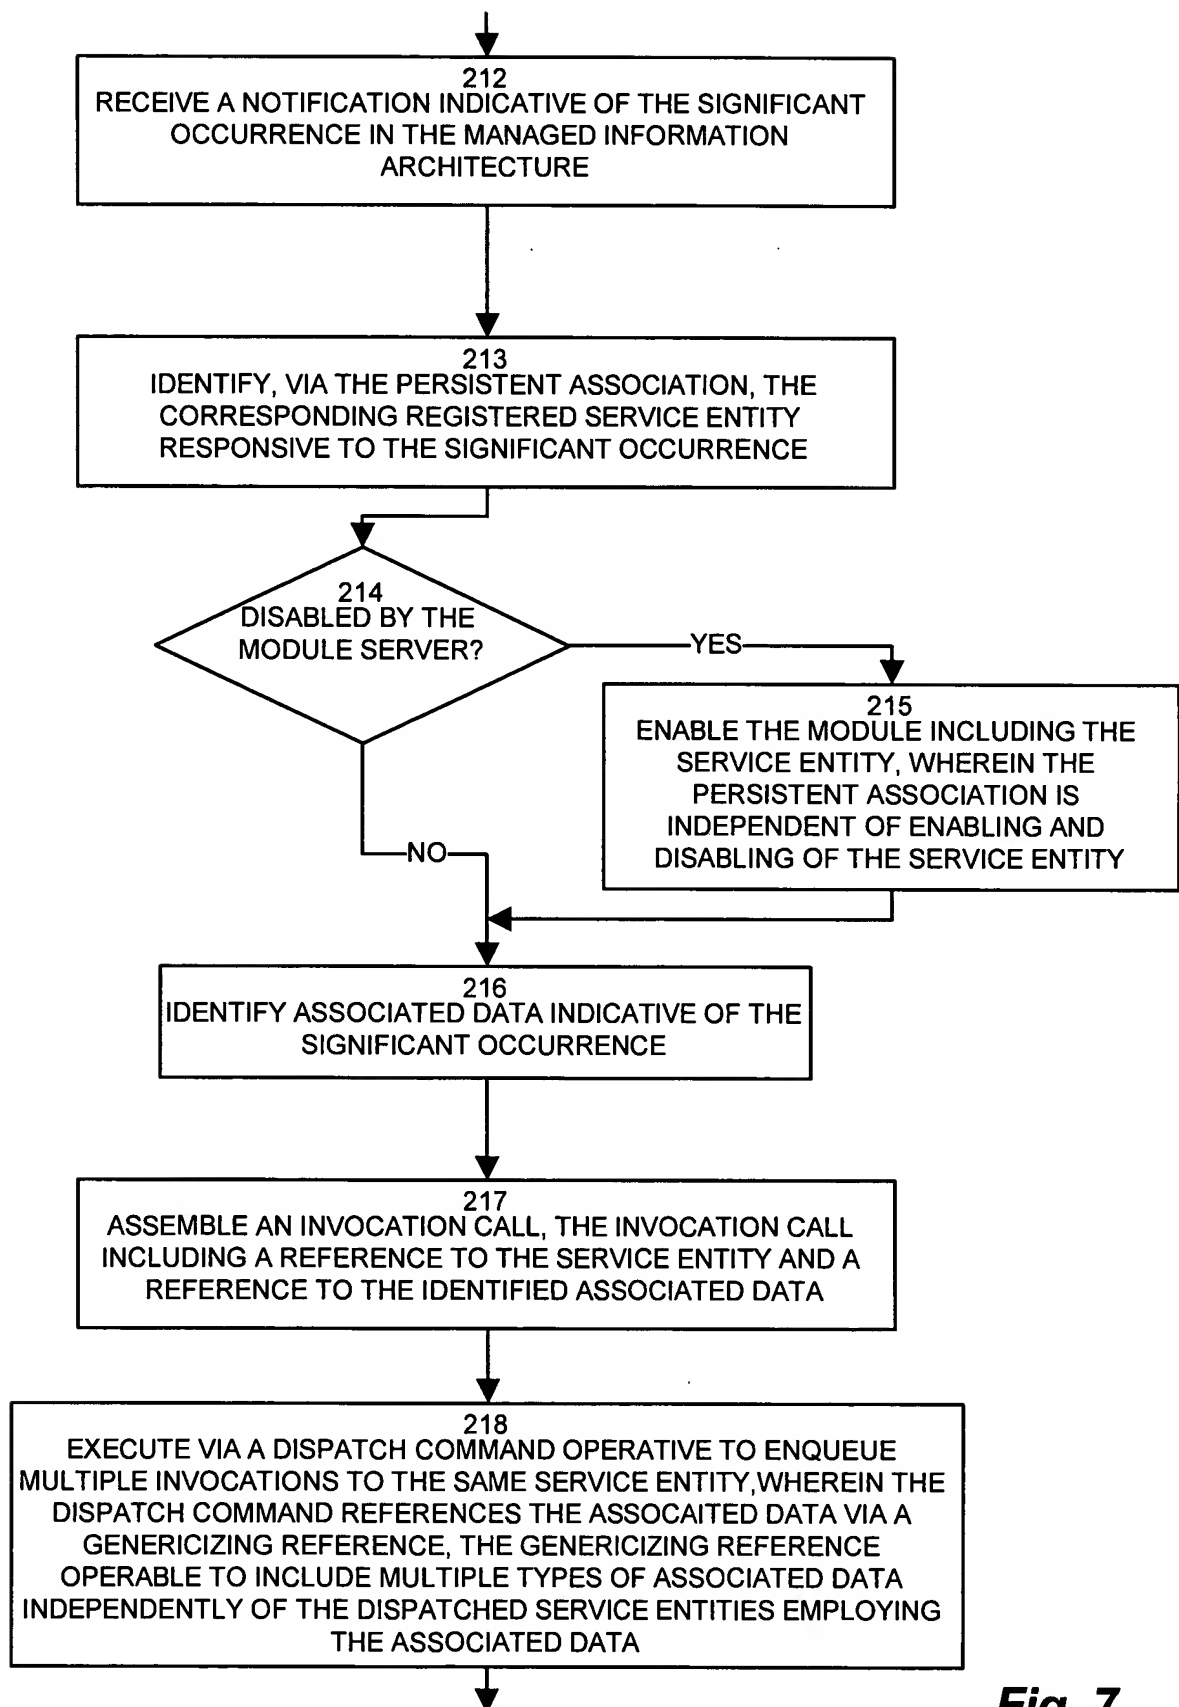 212
RECEIVE A NOTIFICATION INDICATIVE OF THE SIGNIFICANT
OCCURRENCE IN THE MANAGED INFORMATION
ARCHITECTURE
213
IDENTIFY, VIA THE PERSISTENT ASSOCIATION, THE
CORRESPONDING REGISTERED SERVICE ENTITY
RESPONSIVE TO THE SIGNIFICANT OCCURRENCE
214
DISABLED BY THE
MODULE SERVER?
YES
215
ENABLE THE MODULE INCLUDING THE
SERVICE ENTITY, WHEREIN THE
PERSISTENT ASSOCIATION IS
INDEPENDENT OF ENABLING AND
DISABLING OF THE SERVICE ENTITY
NO
216
IDENTIFY ASSOCIATED DATA INDICATIVE OF THE
SIGNIFICANT OCCURRENCE
217
ASSEMBLE AN INVOCATION CALL, THE INVOCATION CALL
INCLUDING A REFERENCE TO THE SERVICE ENTITY AND A
REFERENCE TO THE IDENTIFIED ASSOCIATED DATA
218
EXECUTE VIA A DISPATCH COMMAND OPERATIVE TO ENQUEUE
MULTIPLE INVOCATIONS TO THE SAME SERVICE ENTITY,WHEREIN THE
DISPATCH COMMAND REFERENCES THE ASSOCAITED DATA VIA A
GENERICIZING REFERENCE, THE GENERICIZING REFERENCE
OPERABLE TO INCLUDE MULTIPLE TYPES OF ASSOCIATED DATA
INDEPENDENTLY OF THE DISPATCHED SERVICE ENTITIES EMPLOYING
THE ASSOCIATED DATA
Fig. 7